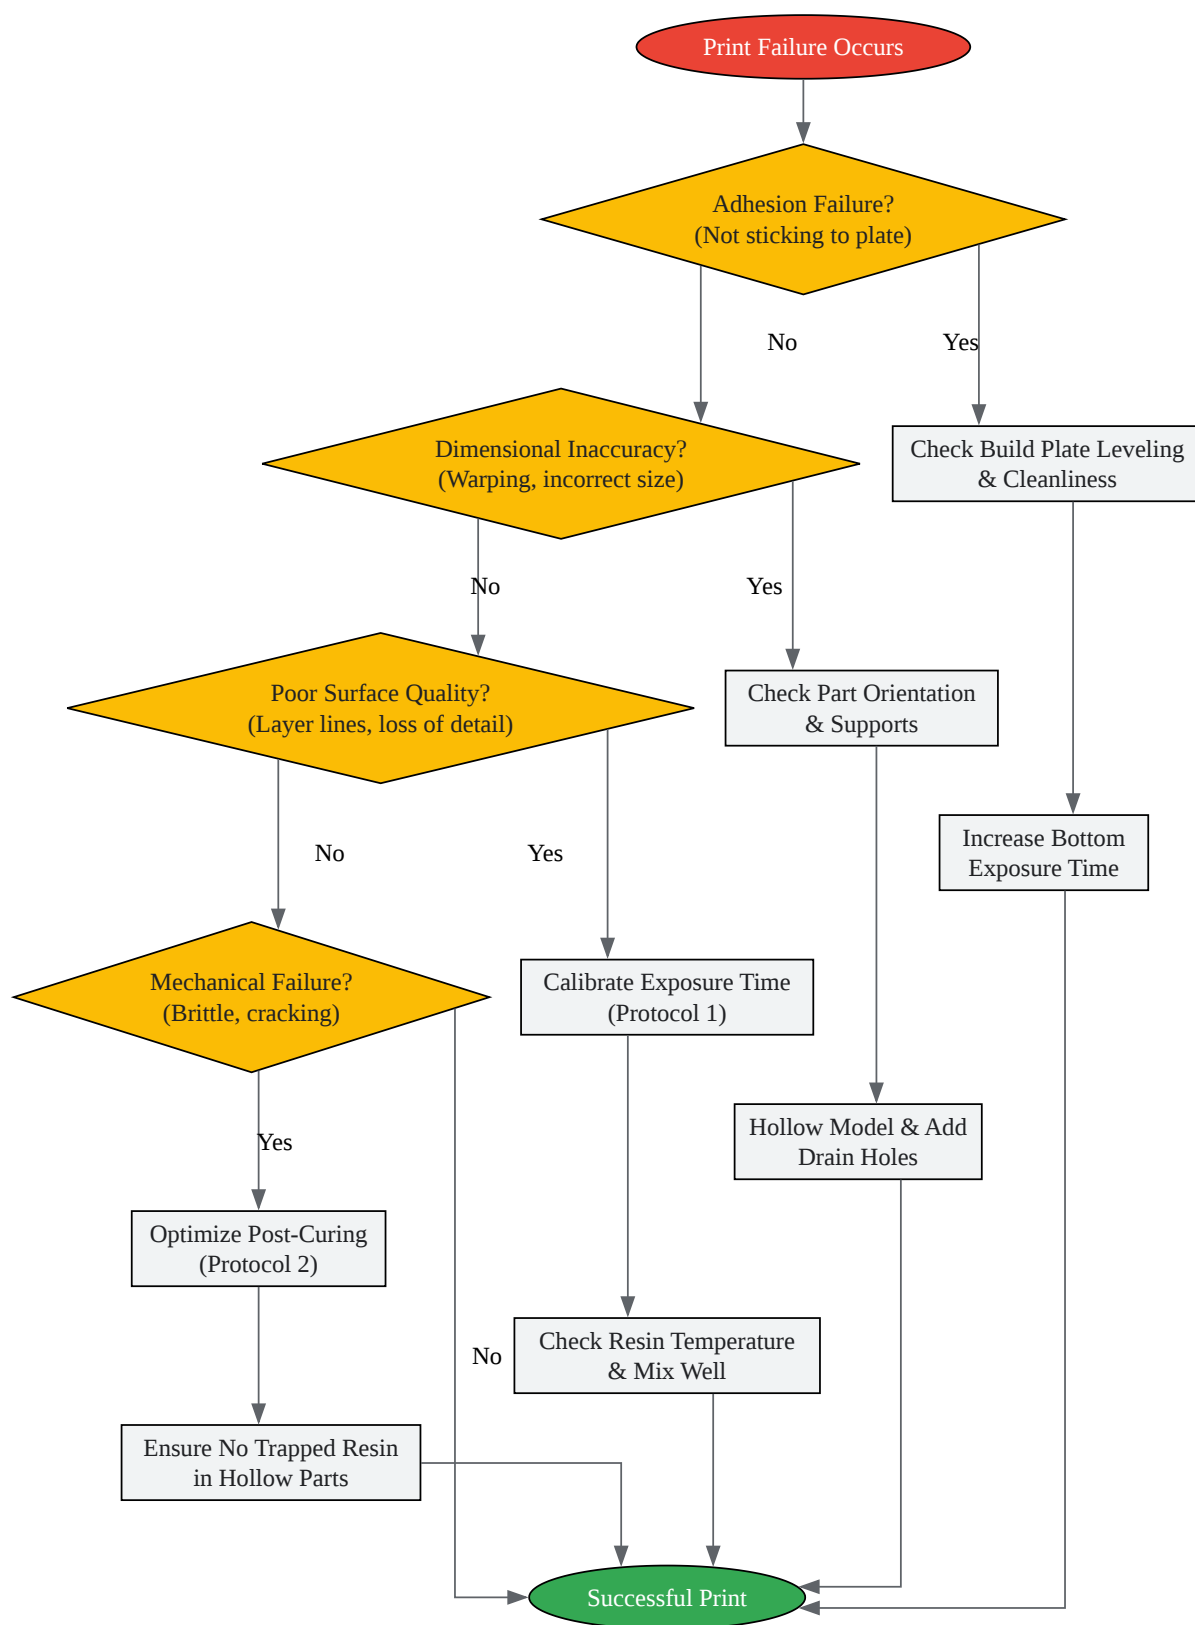 Print Failure Occurs
Adhesion Failure?
(Not sticking to plate)
No
Yes
Dimensional Inaccuracy?
(Warping, incorrect size)
Check Build Plate Leveling
& Cleanliness
No
Yes
Poor Surface Quality?
(Layer lines, loss of detail)
Check Part Orientation
& Supports
No
Yes
Increase Bottom
Exposure Time
Mechanical Failure?
(Brittle, cracking)
Calibrate Exposure Time
(Protocol 1)
Yes
Hollow Model & Add
Drain Holes
Optimize Post-Curing
(Protocol 2)
No
Check Resin Temperature
& Mix Well
Ensure No Trapped Resin
in Hollow Parts
Successful Print